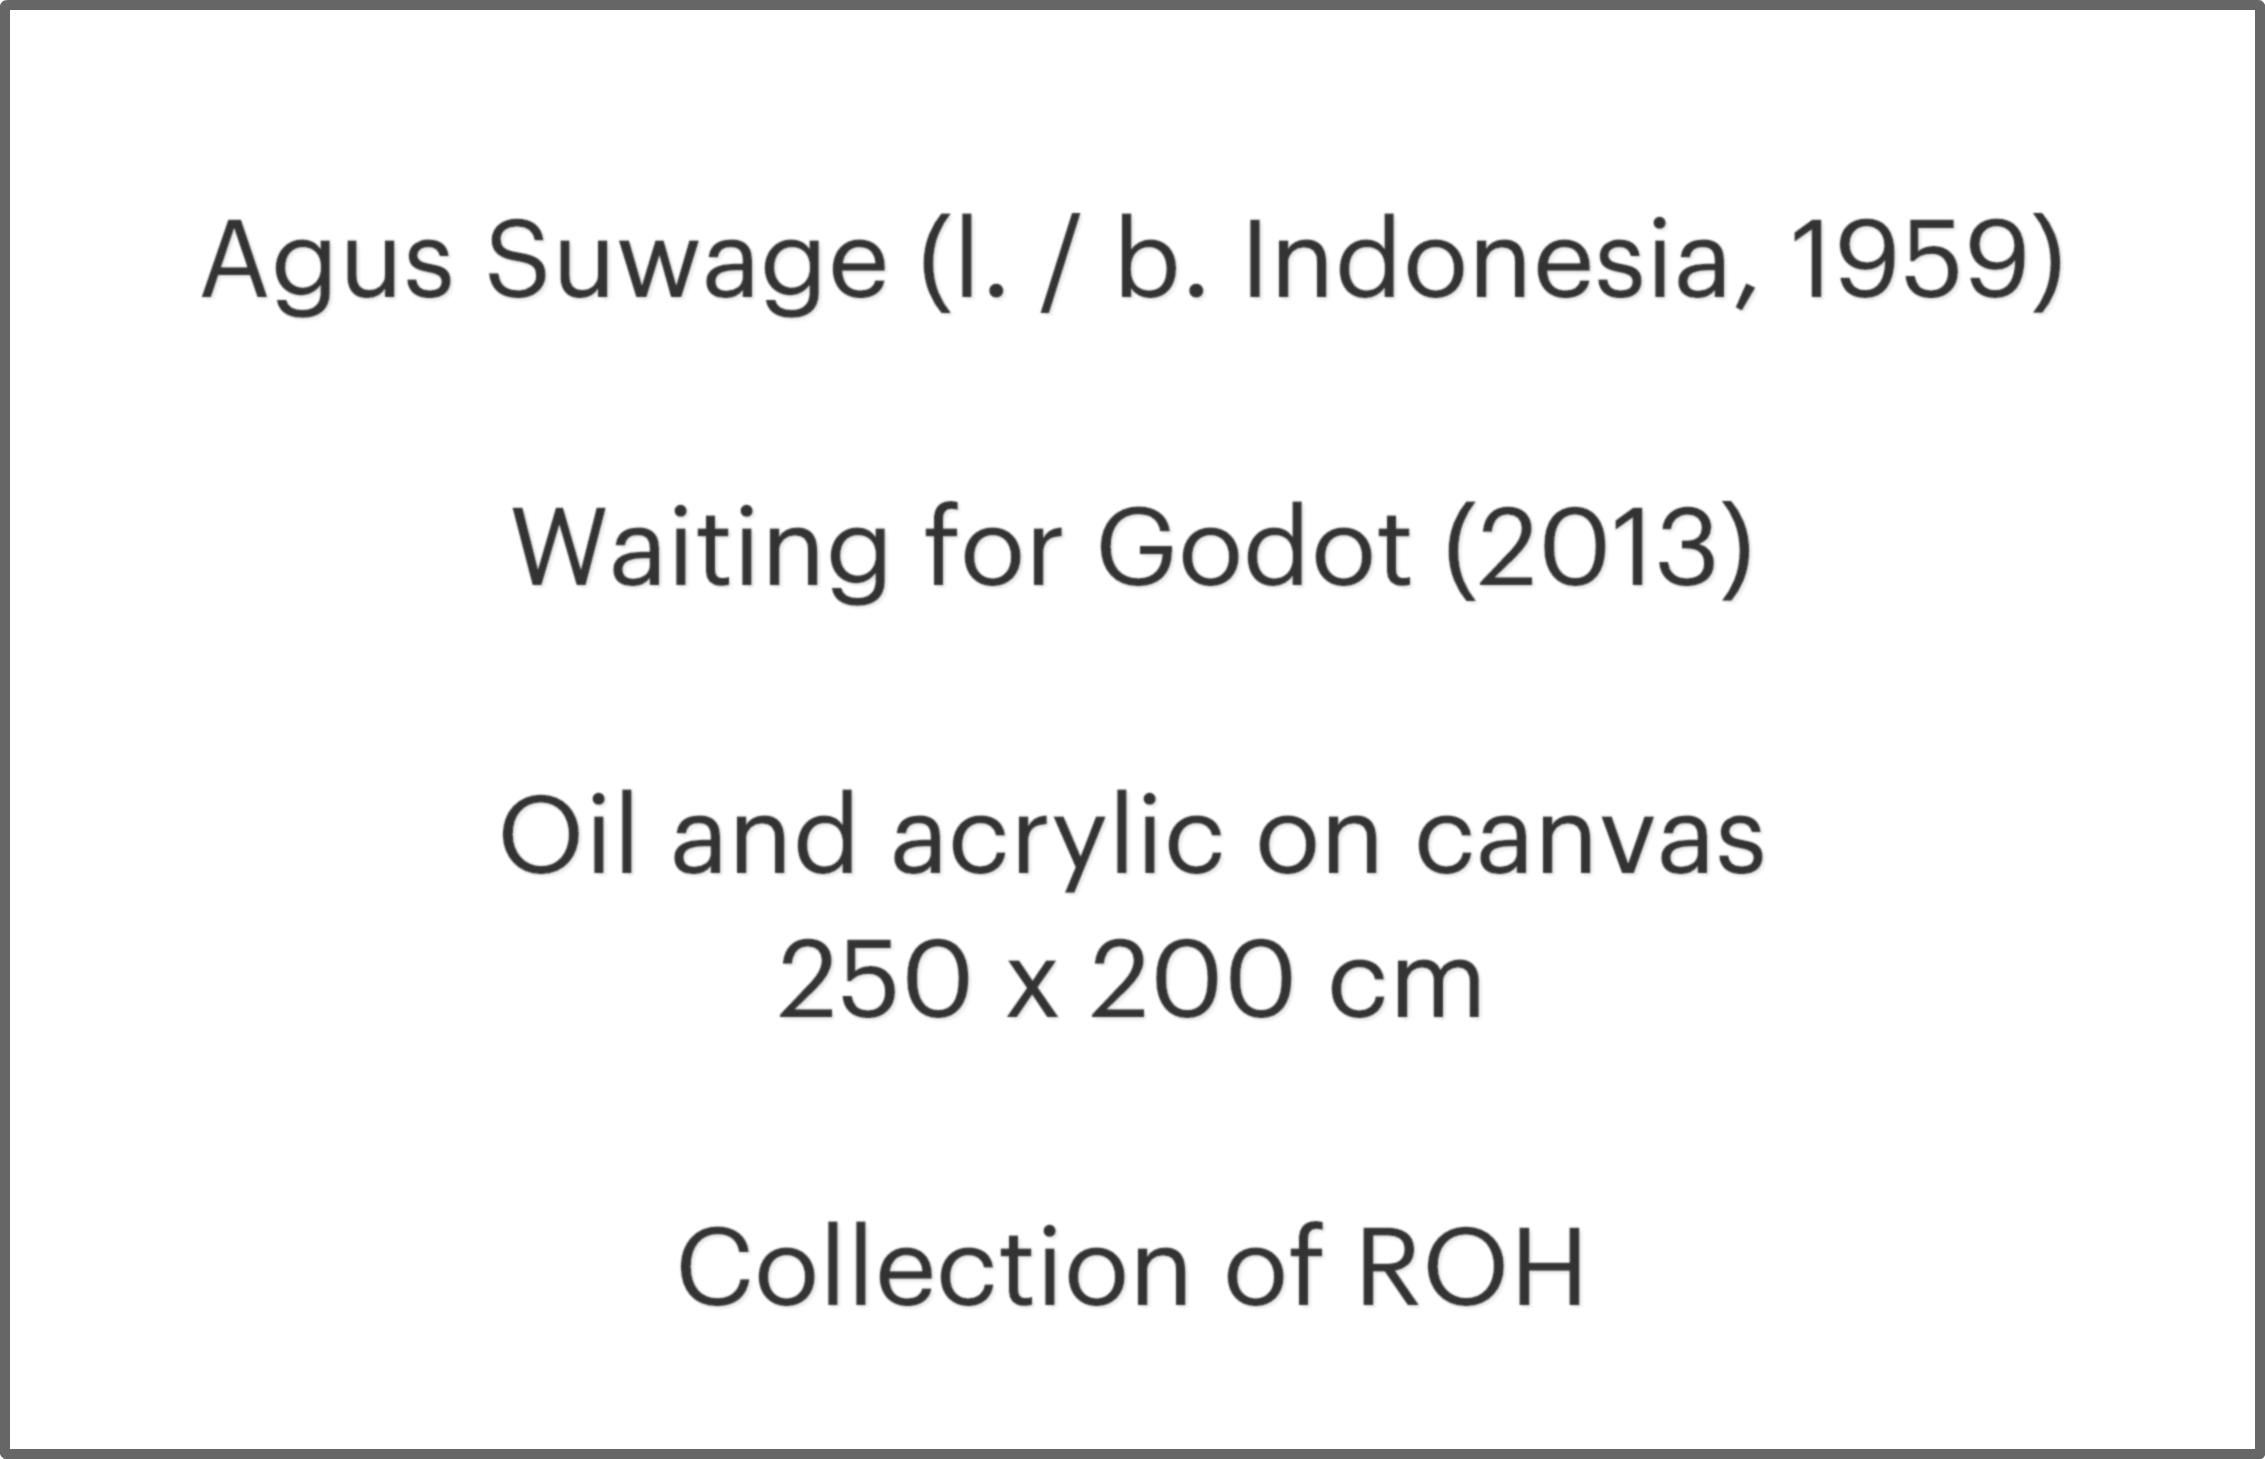 Agus Suwage (l. / b. Indonesia, 1959)
Waiting for Godot (2013)
Oil and acrylic on canvas
250 x 200 cm
Collection of ROH